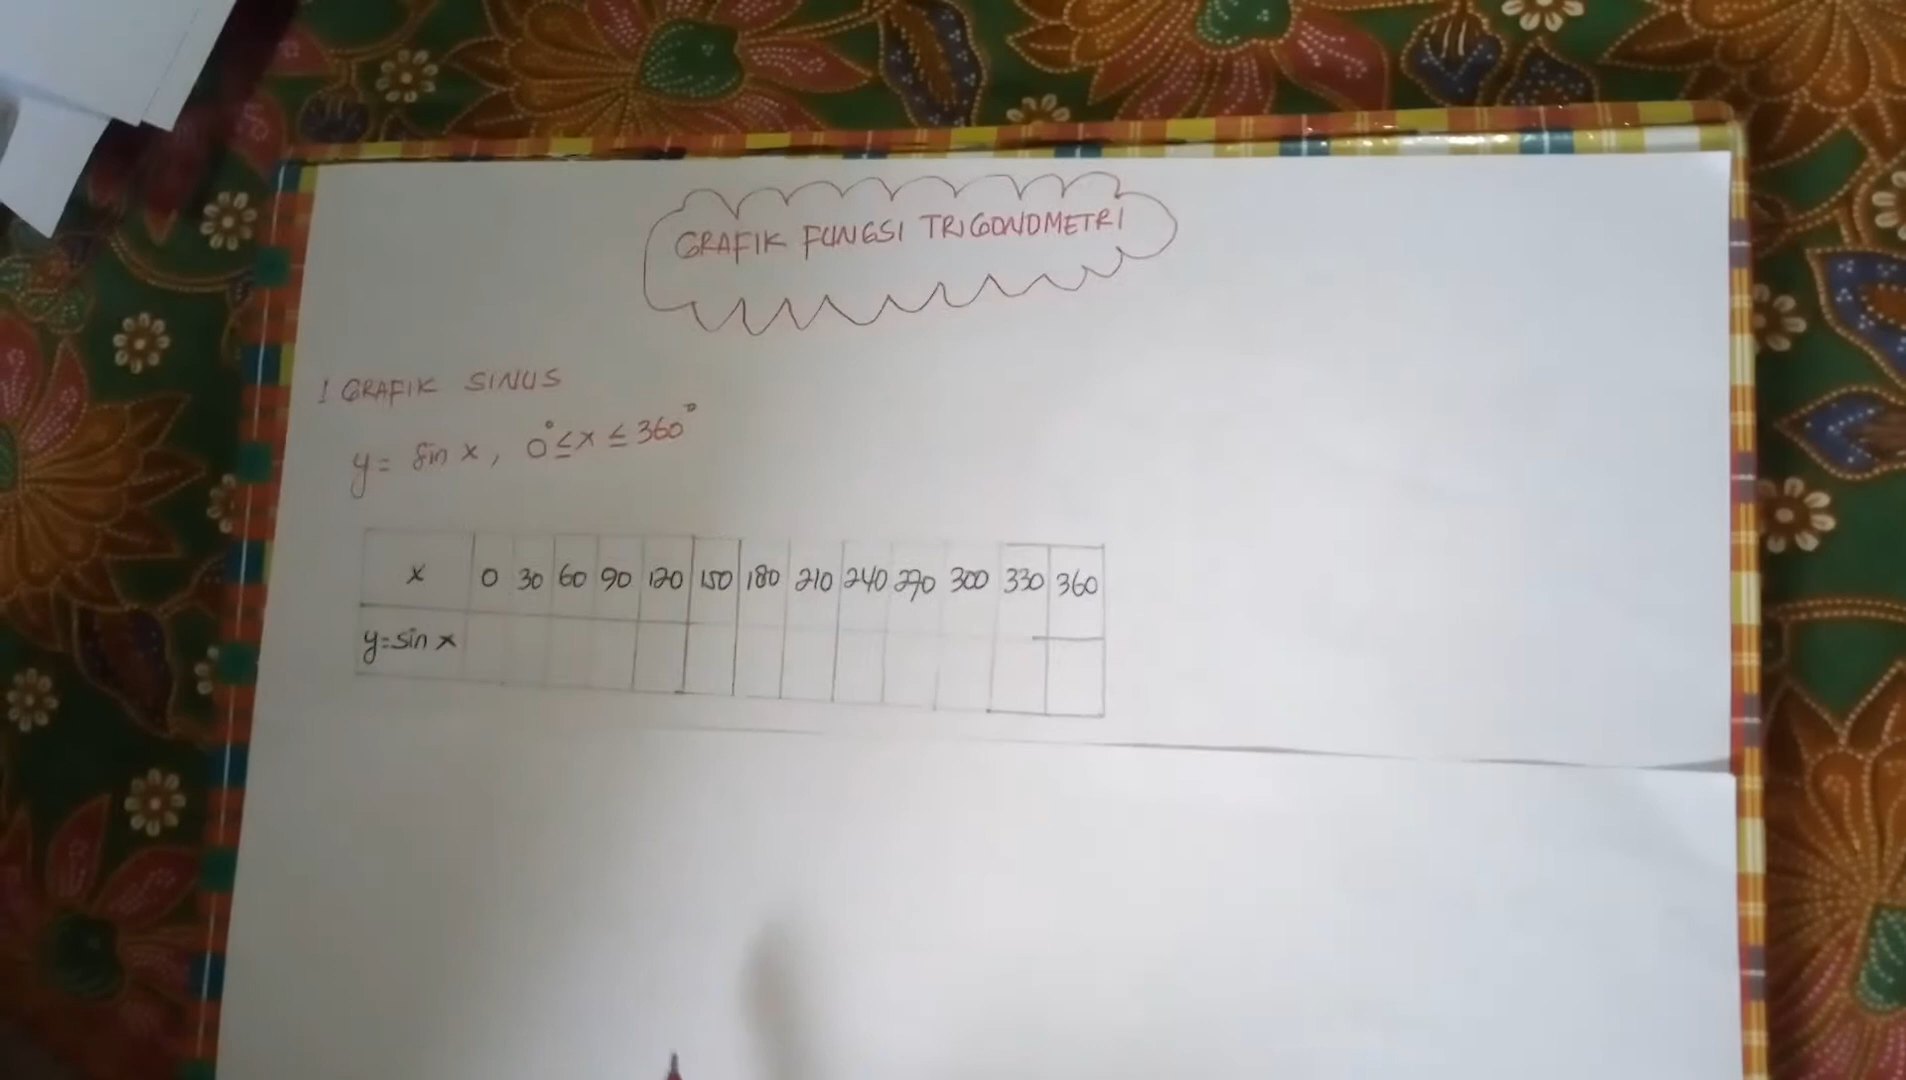 GRAFIK FUNGSI TRIGONOMETRI
1 GRAFIK SINUS
y = sin x, 0° ≤ x ≤ 360°
x 0 30 60 90 120 150 180 210 240 270 300 330 360
y = sin x